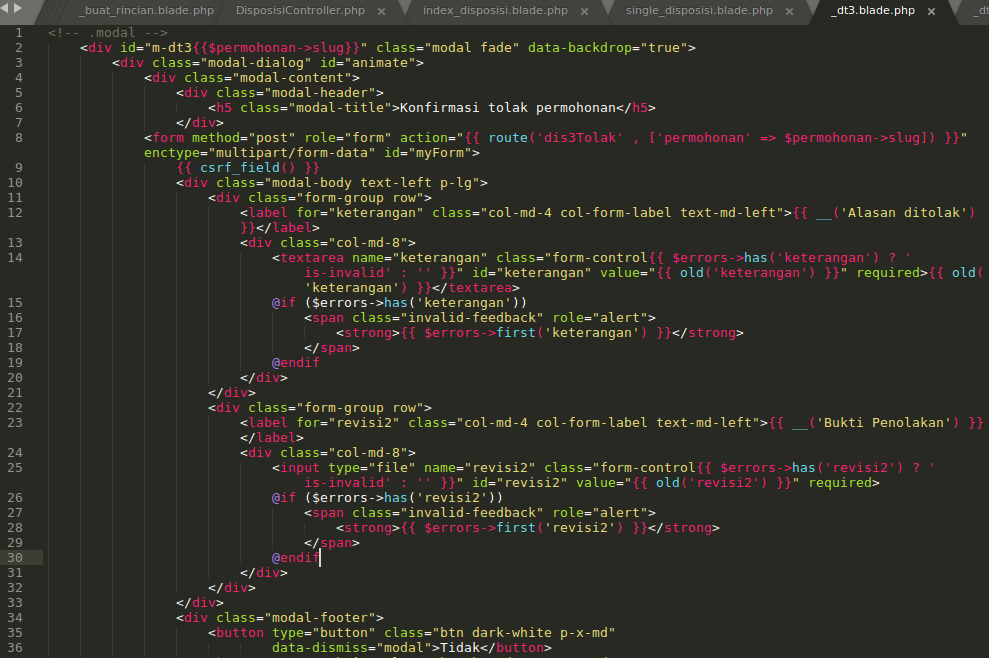 _buat_rincian.blade.php DisposisiController.php × index_disposisi.blade.php × single_disposisi.blade.php × _dt3.blade.php × _dt
1 <!-- .modal -->
2 <div id="m-dt3{{$permohonan->slug}}" class="modal fade" data-backdrop="true">
3 <div class="modal-dialog" id="animate">
4 <div class="modal-content">
5 <div class="modal-header">
6 <h5 class="modal-title">Konfirmasi tolak permohonan</h5>
7 </div>
8 <form method="post" role="form" action="{{ route('dis3Tolak' , ['permohonan' => $permohonan->slug]) }}"
enctype="multipart/form-data" id="myForm">
9 {{ csrf_field() }}
10 <div class="modal-body text-left p-lg">
11 <div class="form-group row">
12 <label for="keterangan" class="col-md-4 col-form-label text-md-left">{{ __('Alasan ditolak')
}}</label>
13 <div class="col-md-8">
14 <textarea name="keterangan" class="form-control{{ $errors->has('keterangan') ? '
is-invalid' : '' }}" id="keterangan" value="{{ old('keterangan') }}" required>{{ old(
'keterangan') }}</textarea>
15 @if ($errors->has('keterangan'))
16 <span class="invalid-feedback" role="alert">
17 <strong>{{ $errors->first('keterangan') }}</strong>
18 </span>
19 @endif
20 </div>
21 </div>
22 <div class="form-group row">
23 <label for="revisi2" class="col-md-4 col-form-label text-md-left">{{ __('Bukti Penolakan') }}
</label>
24 <div class="col-md-8">
25 <input type="file" name="revisi2" class="form-control{{ $errors->has('revisi2') ? '
is-invalid' : '' }}" id="revisi2" value="{{ old('revisi2') }}" required>
26 @if ($errors->has('revisi2'))
27 <span class="invalid-feedback" role="alert">
28 <strong>{{ $errors->first('revisi2') }}</strong>
29 </span>
30 @endif
31 </div>
32 </div>
33 </div>
34 <div class="modal-footer">
35 <button type="button" class="btn dark-white p-x-md"
36 data-dismiss="modal">Tidak</button>